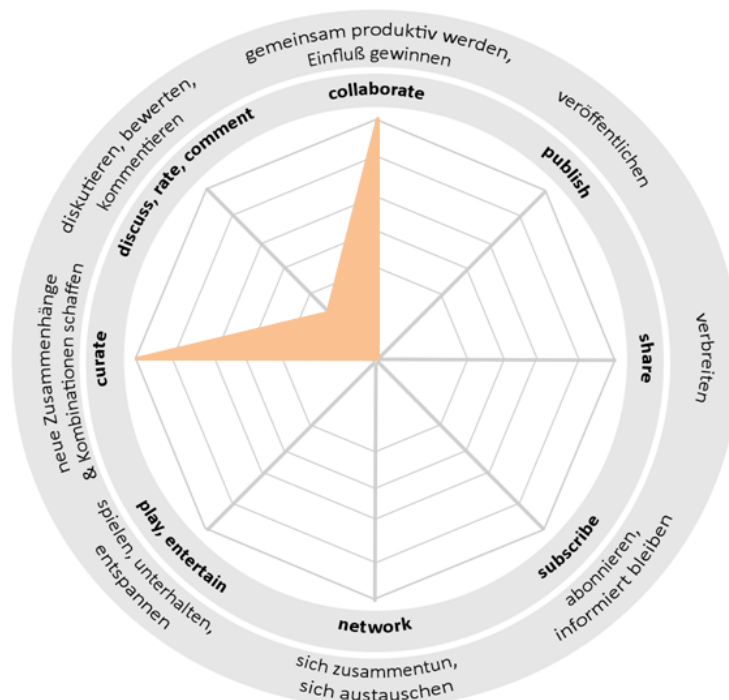 gemeinsam produktiv werden,
Einfluß gewinnen
collaborate
veröffentlichen
publish
verbreiten
share
abonnieren,
informiert bleiben
subscribe
network
sich zusammentun,
sich austauschen
play, entertain
spielen, unterhalten,
entspannen
curate
neue Zusammenhänge
& Kombinationen schaffen
diskutieren, bewerten,
kommentieren
discuss, rate, comment